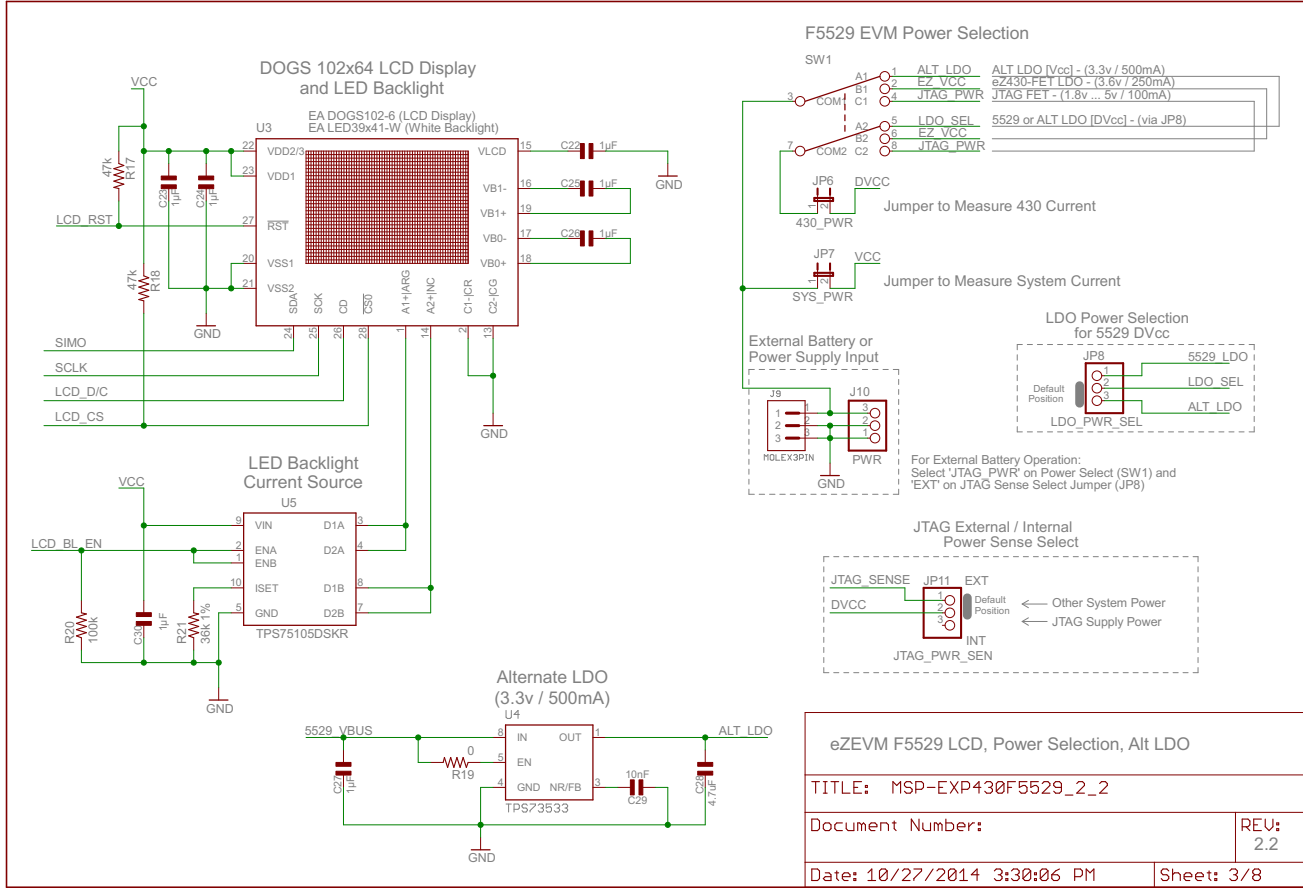 DOGS 102x64 LCD Display
and LED Backlight
EA DOGS102-6 (LCD Display)
EA LED39x41-W (White Backlight)
U3
VCC
47k
R17
C23
1µF
C24
1µF
LCD_RST
47k
R18
GND
22 VDD2/3
23 VDD1
27 RST
20 VSS1
21 VSS2
VLCD 15
VB1- 16
VB1+ 19
VB0- 17
VB0+ 18
C22 1µF
C25 1µF
C26 1µF
GND
SDA SCK CD CS0 A1+|ARG A2+|NC C1-|CR C2-|CG
24 25 26 28 1 14 2 13
SIMO
SCLK
LCD_D/C
LCD_CS
GND
LED Backlight
Current Source
U5
VCC
LCD_BL_EN
9 VIN
2 ENA
1 ENB
10 ISET
5 GND
D1A 3
D2A 4
D1B 8
D2B 7
TPS75105DSKR
R20
100k
C30
1µF
R21
36k 1%
GND
Alternate LDO
(3.3v / 500mA)
U4
5529_VBUS
8 IN OUT 1
ALT_LDO
5 EN
0
R19
4 GND NR/FB 3
TPS73533
C27
1µF
10nF
C29
C28
4.7uF
GND
F5529 EVM Power Selection
SW1
3 COM1
A1 1 ALT_LDO ALT LDO [Vcc] - (3.3v / 500mA)
B1 2 EZ_VCC eZ430-FET LDO - (3.6v / 250mA)
C1 4 JTAG_PWR JTAG FET - (1.8v ... 5v / 100mA)
7 COM2
A2 5 LDO_SEL 5529 or ALT LDO [DVcc] - (via JP8)
B2 6 EZ_VCC
C2 8 JTAG_PWR
JP6
DVCC
1 2
430_PWR
Jumper to Measure 430 Current
JP7
VCC
1 2
SYS_PWR
Jumper to Measure System Current
External Battery or
Power Supply Input
J9
1
2
3
MOLEX3PIN
1
2
3
J10
3
2
1
PWR
GND
LDO Power Selection
for 5529 DVcc
JP8
Default
Position
1
2
3
5529_LDO
LDO_SEL
ALT_LDO
LDO_PWR_SEL
For External Battery Operation:
Select 'JTAG_PWR' on Power Select (SW1) and
'EXT' on JTAG Sense Select Jumper (JP8)
JTAG External / Internal
Power Sense Select
JTAG_SENSE
DVCC
JP11 EXT
1
2
3
Default
Position
Other System Power
JTAG Supply Power
INT
JTAG_PWR_SEN
eZEVM F5529 LCD, Power Selection, Alt LDO
TITLE: MSP-EXP430F5529_2_2
Document Number:
REV:
2.2
Date: 10/27/2014 3:30:06 PM
Sheet: 3/8